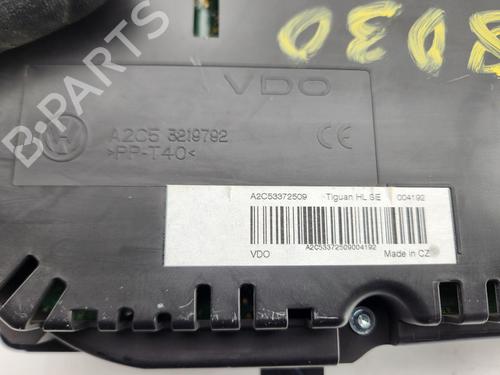 8030
VDO
A2C5 3219792
>PP-T40<
CE
A2C53372509 Tiguan HL SE 004192
A2C53372509004192
VDO Made in CZ
B-PARTS